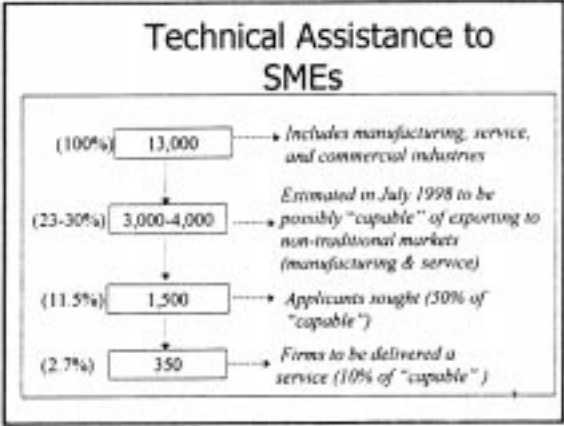 Technical Assistance to
SMEs
(100%) 13,000 Includes manufacturing, service,
and commercial industries
Estimated in July 1998 to be
(23-30%) 3,000-4,000 possibly "capable" of exporting to
non-traditional markets
(manufacturing & service)
(11.5%) 1,500 Applicants sought (50% of
"capable")
(2.7%) 350 Firms to be delivered a
service (10% of "capable")